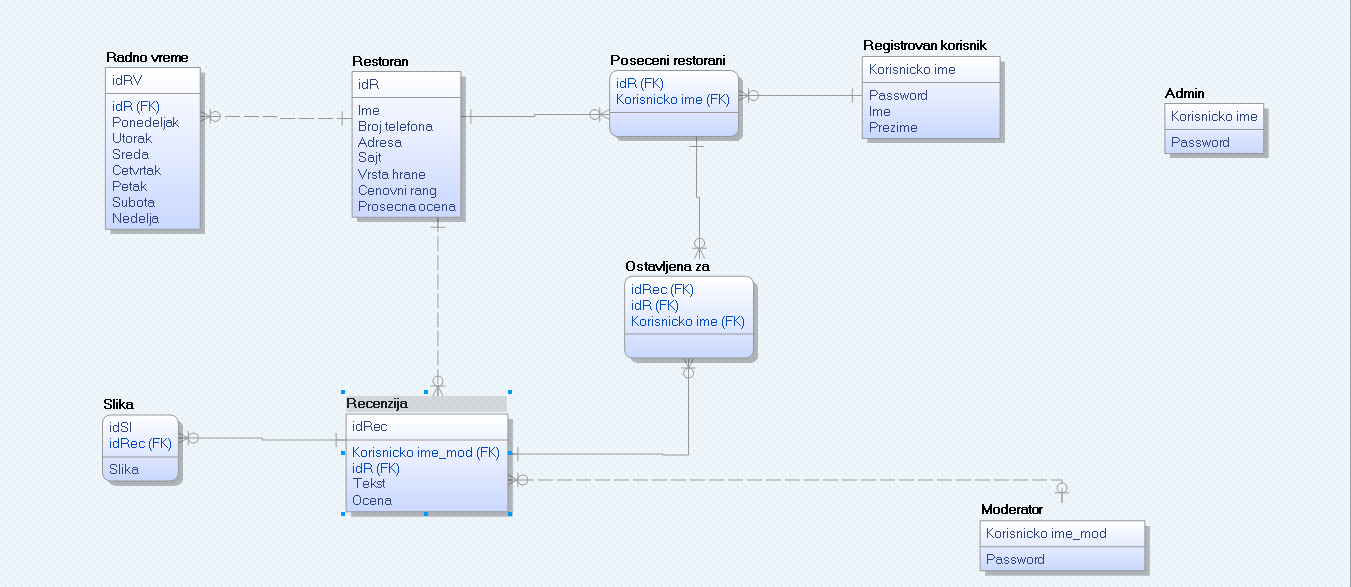 Radno vreme
idRV
idR (FK)
Ponedeljak
Utorak
Sreda
Cetvrtak
Petak
Subota
Nedelja
Restoran
idR
Ime
Broj telefona
Adresa
Sajt
Vrsta hrane
Cenovni rang
Prosecna ocena
Poseceni restorani
idR (FK)
Korisnicko ime (FK)
Registrovan korisnik
Korisnicko ime
Password
Ime
Prezime
Admin
Korisnicko ime
Password
Ostavljena za
idRec (FK)
idR (FK)
Korisnicko ime (FK)
Slika
idSl
idRec (FK)
Slika
Recenzija
idRec
Korisnicko ime_mod (FK)
idR (FK)
Tekst
Ocena
Moderator
Korisnicko ime_mod
Password